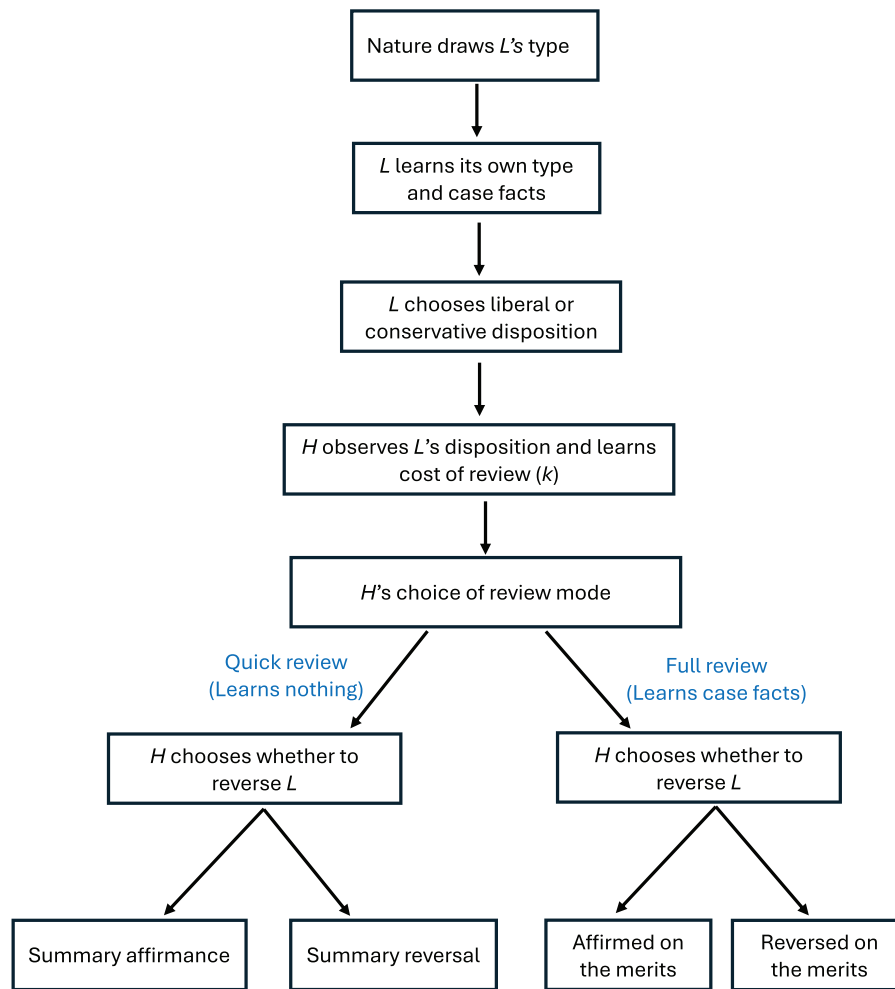 Nature draws L's type
L learns its own type
and case facts
L chooses liberal or
conservative disposition
H observes L's disposition and learns
cost of review (k)
H's choice of review mode
Quick review
(Learns nothing)
Full review
(Learns case facts)
H chooses whether to
reverse L
H chooses whether to
reverse L
Summary affirmance
Summary reversal
Affirmed on
the merits
Reversed on
the merits